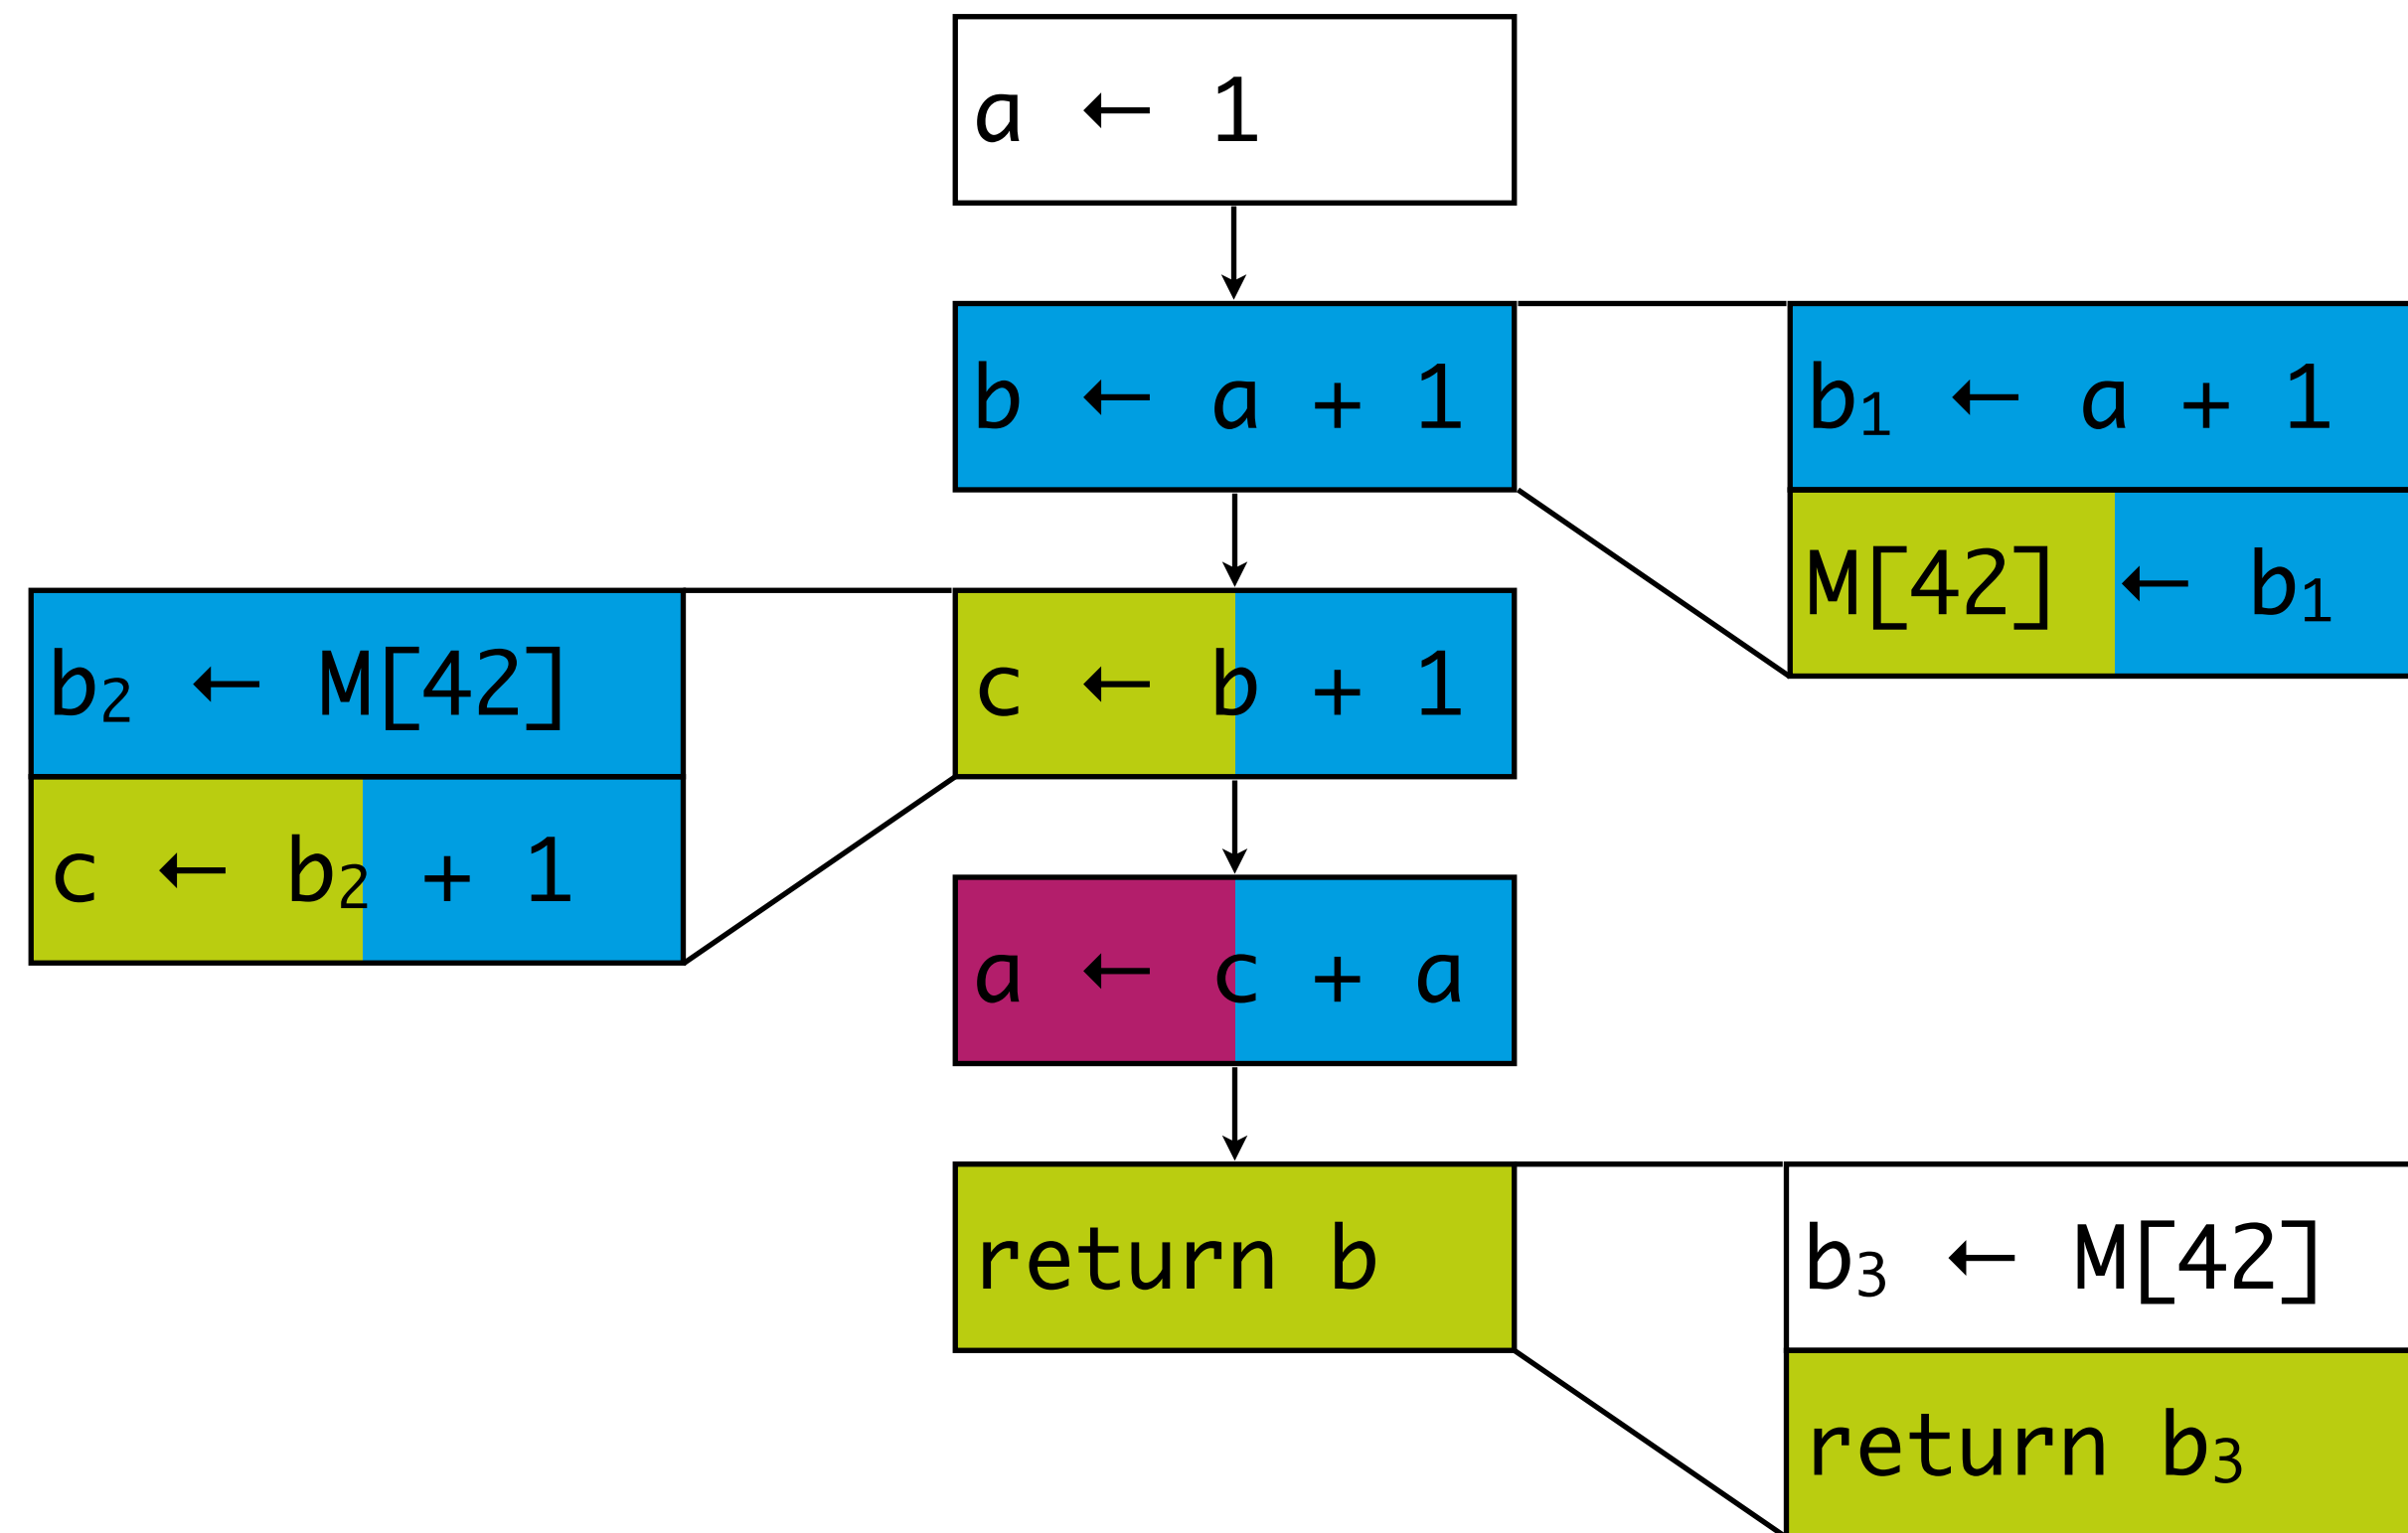 a ← 1
b ← a + 1
b₁ ← a + 1
M[42] ← b₁
c ← b + 1
b₂ ← M[42]
c ← b₂ + 1
a ← c + a
return b
b₃ ← M[42]
return b₃